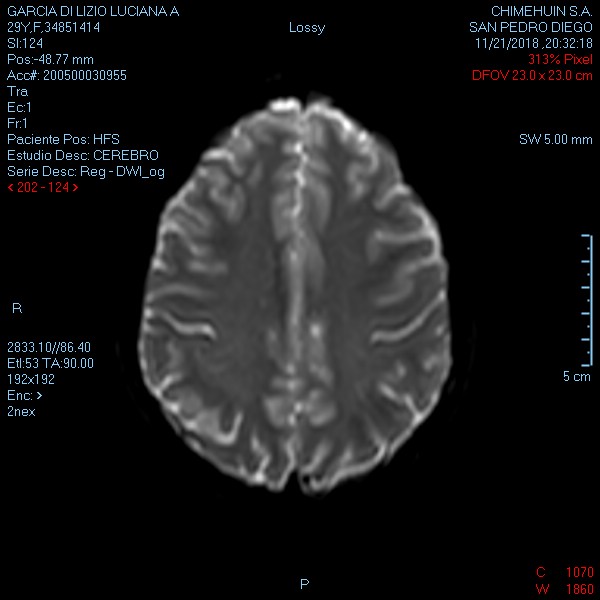 GARCIA DI LIZIO LUCIANA A
29Y,F,34851414
Sl:124
Pos:-48.77 mm
Acc#: 200500030955
Tra
Ec:1
Fr:1
Paciente Pos: HFS
Estudio Desc: CEREBRO
Serie Desc: Reg - DWI_og
< 202 - 124 >
Lossy
CHIMEHUIN S.A.
SAN PEDRO DIEGO
11/21/2018 ,20:32:18
313% Pixel
DFOV 23.0 x 23.0 cm
SW 5.00 mm
R
2833.10//86.40
Etl:53 TA:90.00
192x192
Enc: >
2nex
5 cm
P
C 1070
W 1860